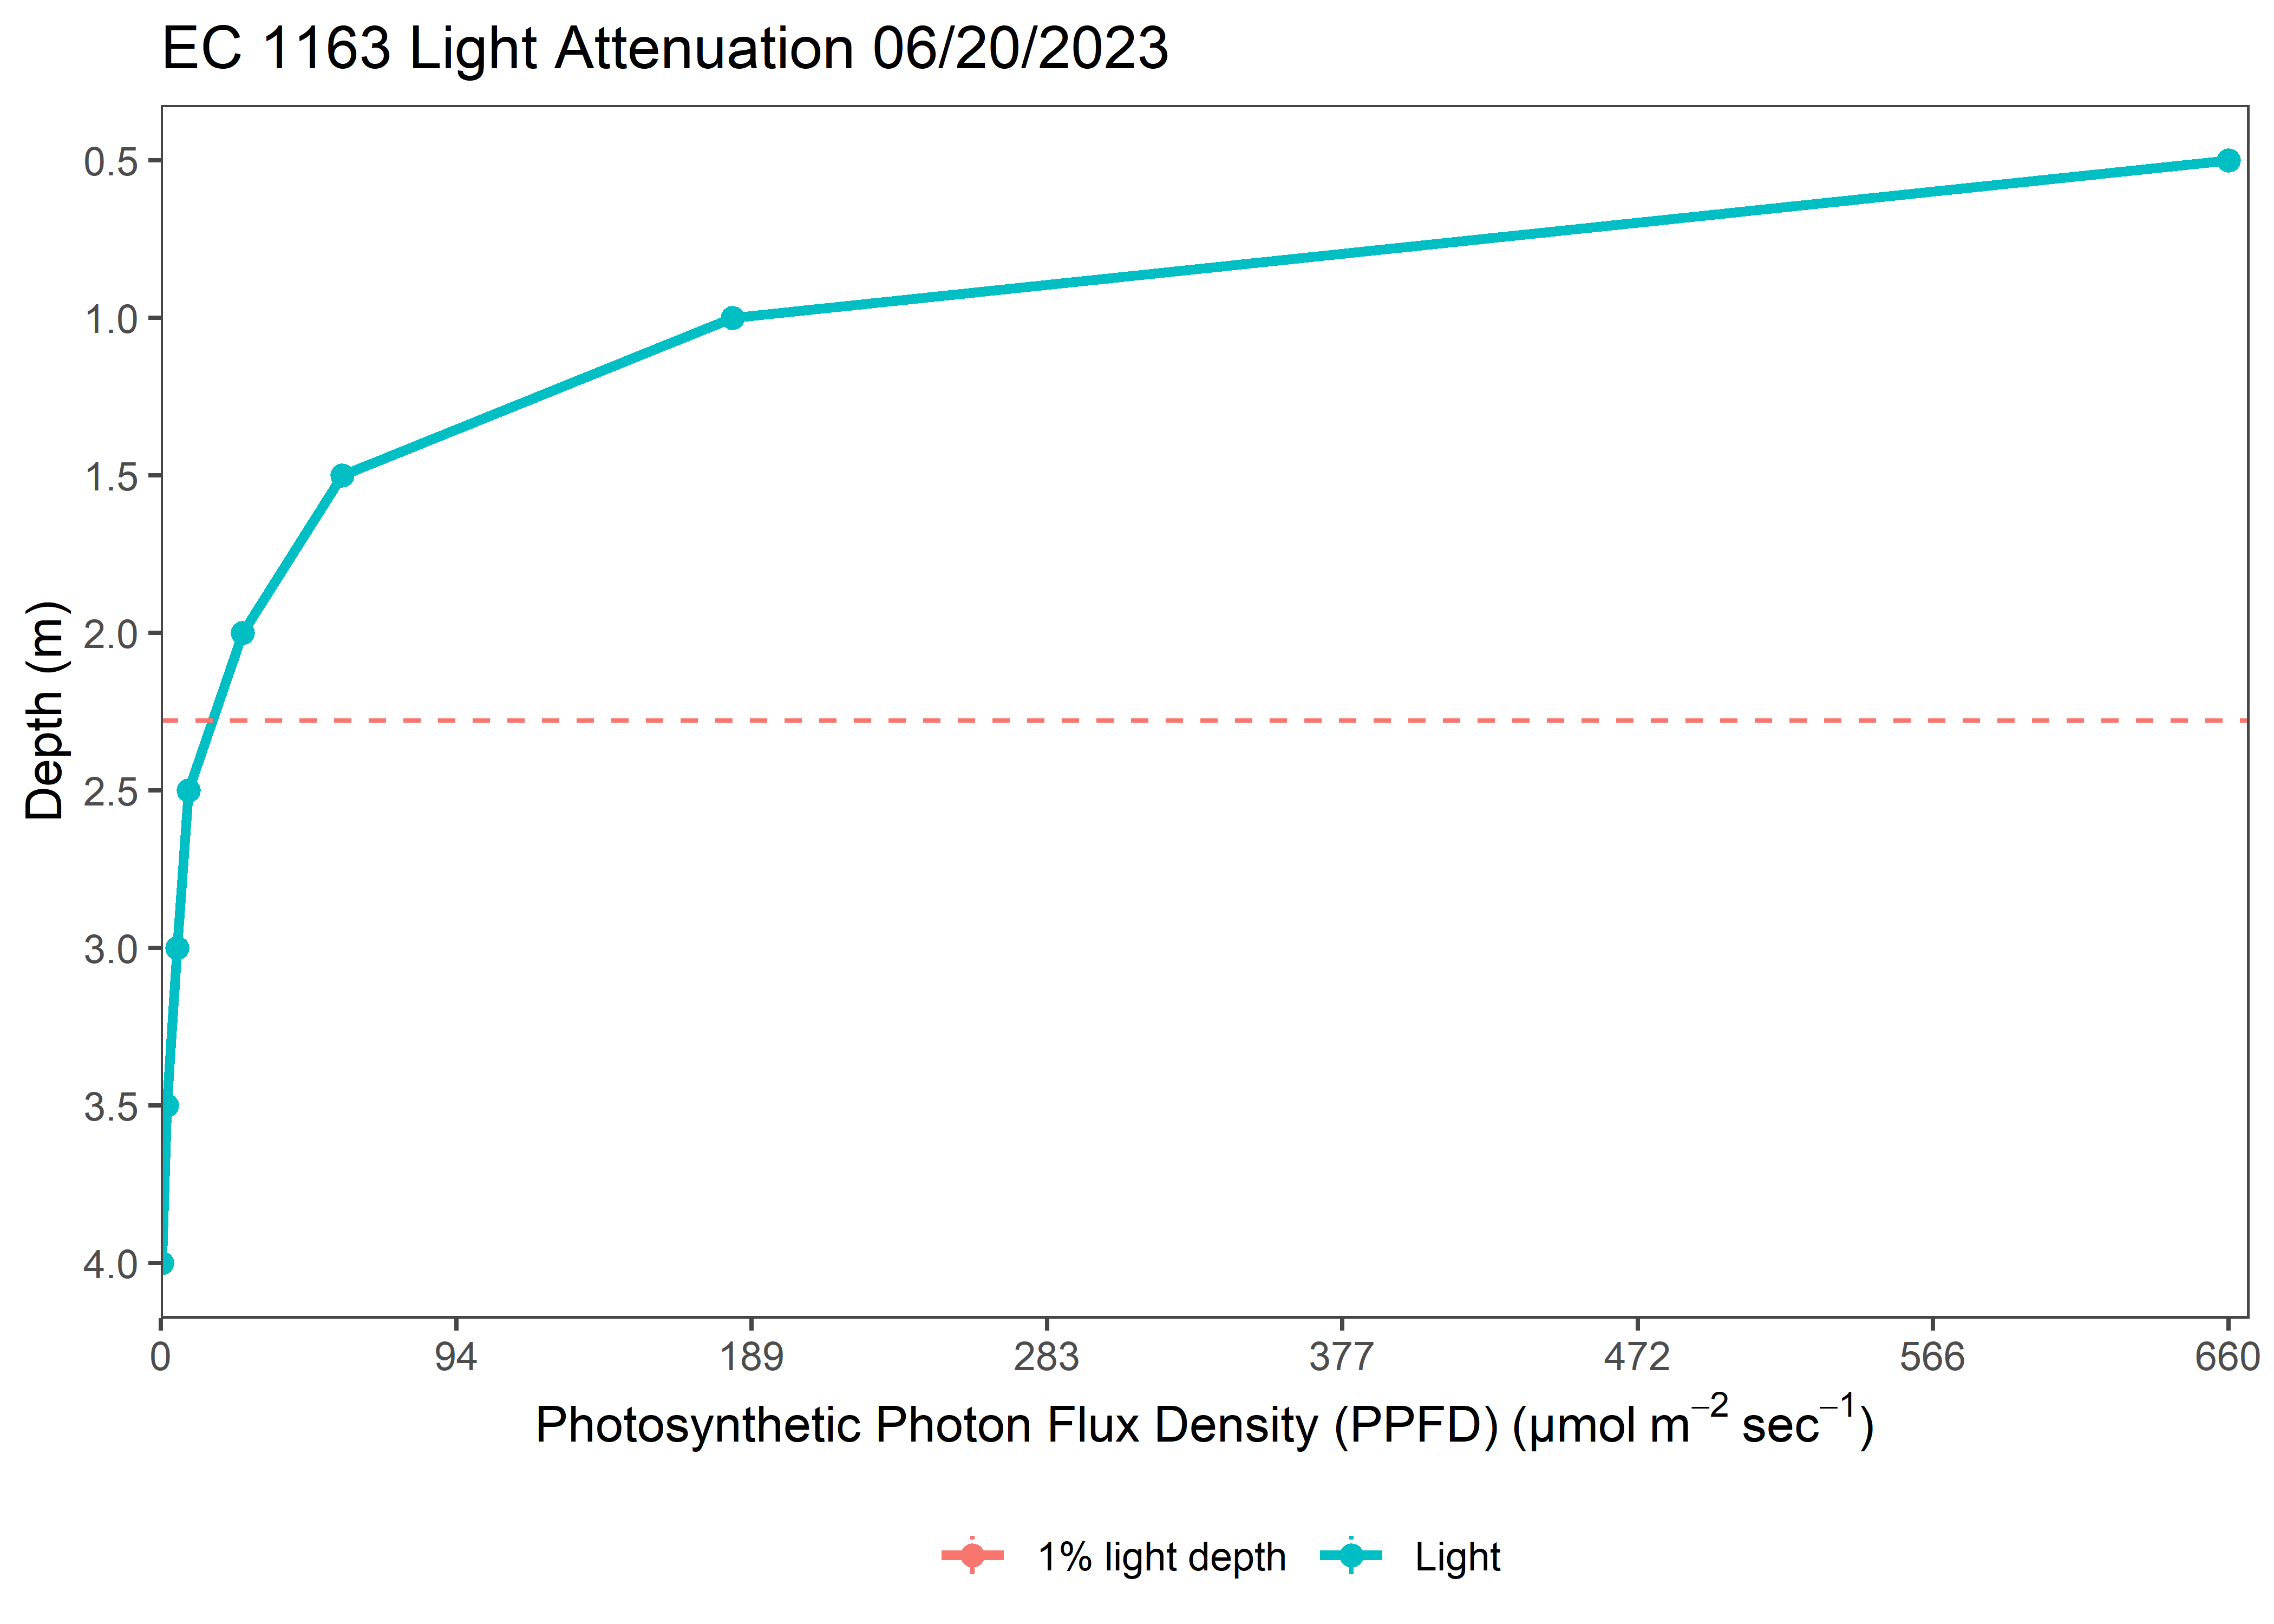 EC 1163 Light Attenuation 06/20/2023
Depth (m)
0.5
1.0
1.5
2.0
2.5
3.0
3.5
4.0
0 94 189 283 377 472 566 660
Photosynthetic Photon Flux Density (PPFD) (µmol m⁻² sec⁻¹)
1% light depth Light